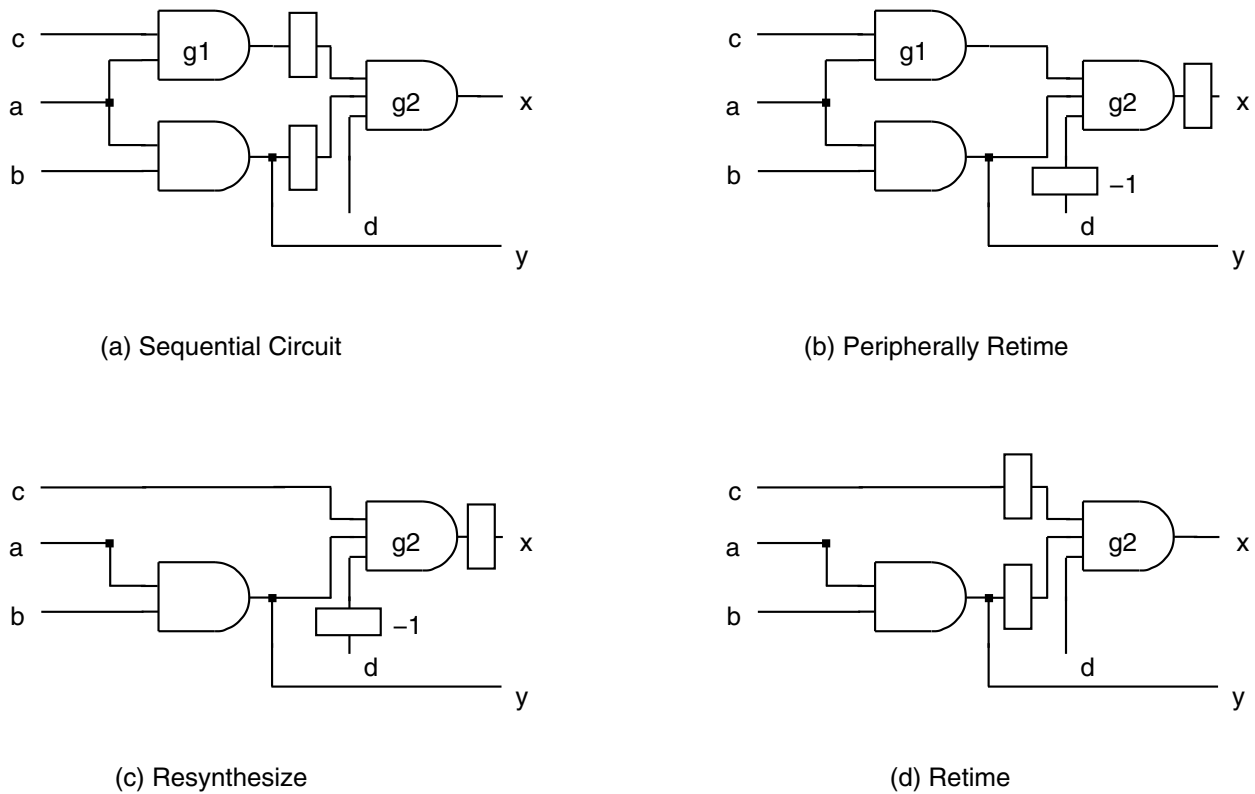 c
g1
a
g2
x
b
d
y
(a) Sequential Circuit
c
g1
a
g2
x
b
–1
d
y
(b) Peripherally Retime
c
a
g2
x
b
–1
d
y
(c) Resynthesize
c
a
g2
x
b
d
y
(d) Retime